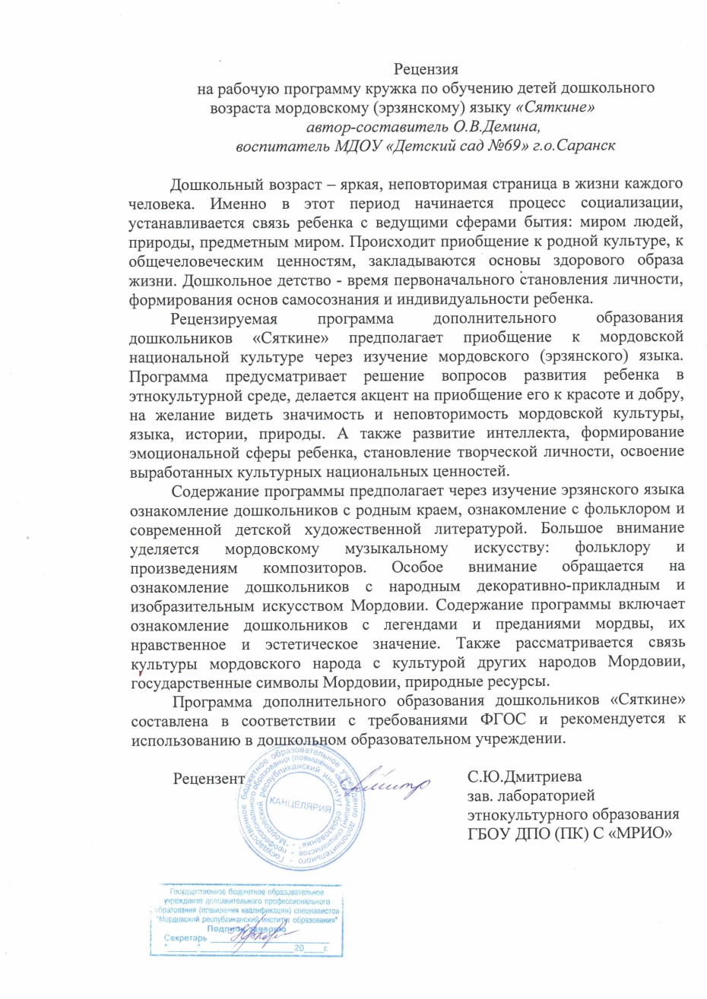 Рецензия
на рабочую программу кружка по обучению детей дошкольного
возраста мордовскому (эрзянскому) языку «Сяткине»
автор-составитель О.В.Демина,
воспитатель МДОУ «Детский сад №69» г.о.Саранск
Дошкольный возраст – яркая, неповторимая страница в жизни каждого
человека. Именно в этот период начинается процесс социализации,
устанавливается связь ребенка с ведущими сферами бытия: миром людей,
природы, предметным миром. Происходит приобщение к родной культуре, к
общечеловеческим ценностям, закладываются основы здорового образа
жизни. Дошкольное детство - время первоначального становления личности,
формирования основ самосознания и индивидуальности ребенка.
Рецензируемая программа дополнительного образования
дошкольников «Сяткине» предполагает приобщение к мордовской
национальной культуре через изучение мордовского (эрзянского) языка.
Программа предусматривает решение вопросов развития ребенка в
этнокультурной среде, делается акцент на приобщение его к красоте и добру,
на желание видеть значимость и неповторимость мордовской культуры,
языка, истории, природы. А также развитие интеллекта, формирование
эмоциональной сферы ребенка, становление творческой личности, освоение
выработанных культурных национальных ценностей.
Содержание программы предполагает через изучение эрзянского языка
ознакомление дошкольников с родным краем, ознакомление с фольклором и
современной детской художественной литературой. Большое внимание
уделяется мордовскому музыкальному искусству: фольклору и
произведениям композиторов. Особое внимание обращается на
ознакомление дошкольников с народным декоративно-прикладным и
изобразительным искусством Мордовии. Содержание программы включает
ознакомление дошкольников с легендами и преданиями мордвы, их
нравственное и эстетическое значение. Также рассматривается связь
культуры мордовского народа с культурой других народов Мордовии,
государственные символы Мордовии, природные ресурсы.
Программа дополнительного образования дошкольников «Сяткине»
составлена в соответствии с требованиями ФГОС и рекомендуется к
использованию в дошкольном образовательном учреждении.
Рецензент
С.Ю.Дмитриева
зав. лабораторией
этнокультурного образования
ГБОУ ДПО (ПК) С «МРИО»
Государственное бюджетное образовательное учреждение дополнительного
профессионального образования (повышения квалификации) специалистов
"Мордовский республиканский институт образования"
КАНЦЕЛЯРИЯ
Государственное бюджетное образовательное
учреждение дополнительного профессионального
образования (повышения квалификации) специалистов
"Мордовский республиканский институт образования"
Подпись заверяю
Секретарь
"____" ____ 20__ г.